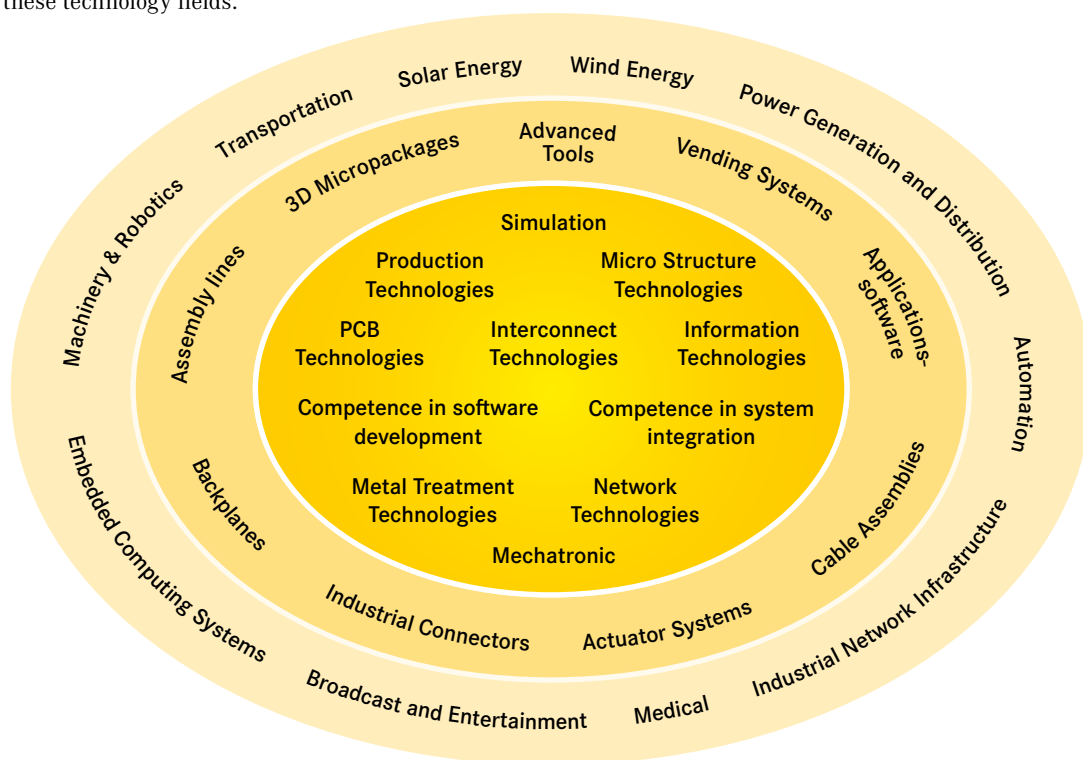 these technology fields.
Solar Energy
Wind Energy
Transportation
Power Generation and Distribution
Machinery & Robotics
Automation
Embedded Computing Systems
Industrial Network Infrastructure
Broadcast and Entertainment
Medical
3D Micropackages
Advanced
Tools
Vending Systems
Assembly lines
Applications-
software
Backplanes
Cable Assemblies
Industrial Connectors
Actuator Systems
Simulation
Production
Technologies
Micro Structure
Technologies
PCB
Technologies
Interconnect
Technologies
Information
Technologies
Competence in software
development
Competence in system
integration
Metal Treatment
Technologies
Network
Technologies
Mechatronic